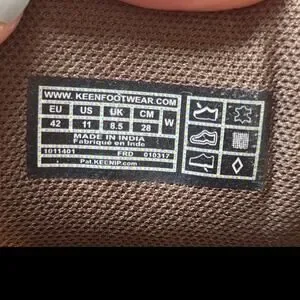 WWW.KEENFOOTWEAR.COM
EU US UK CM W
42 11 8.5 28
MADE IN INDIA
Fabriqué en Inde
1011401 FRD 010317
Pat.KEENIP.com